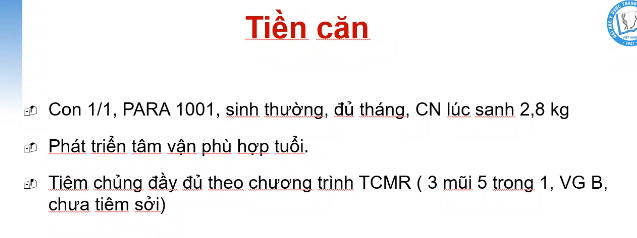 Tiền căn
Con 1/1, PARA 1001, sinh thường, đủ tháng, CN lúc sanh 2,8 kg
Phát triển tâm vận phù hợp tuổi.
Tiêm chủng đầy đủ theo chương trình TCMR ( 3 mũi 5 trong 1, VG B,
chưa tiêm sởi)